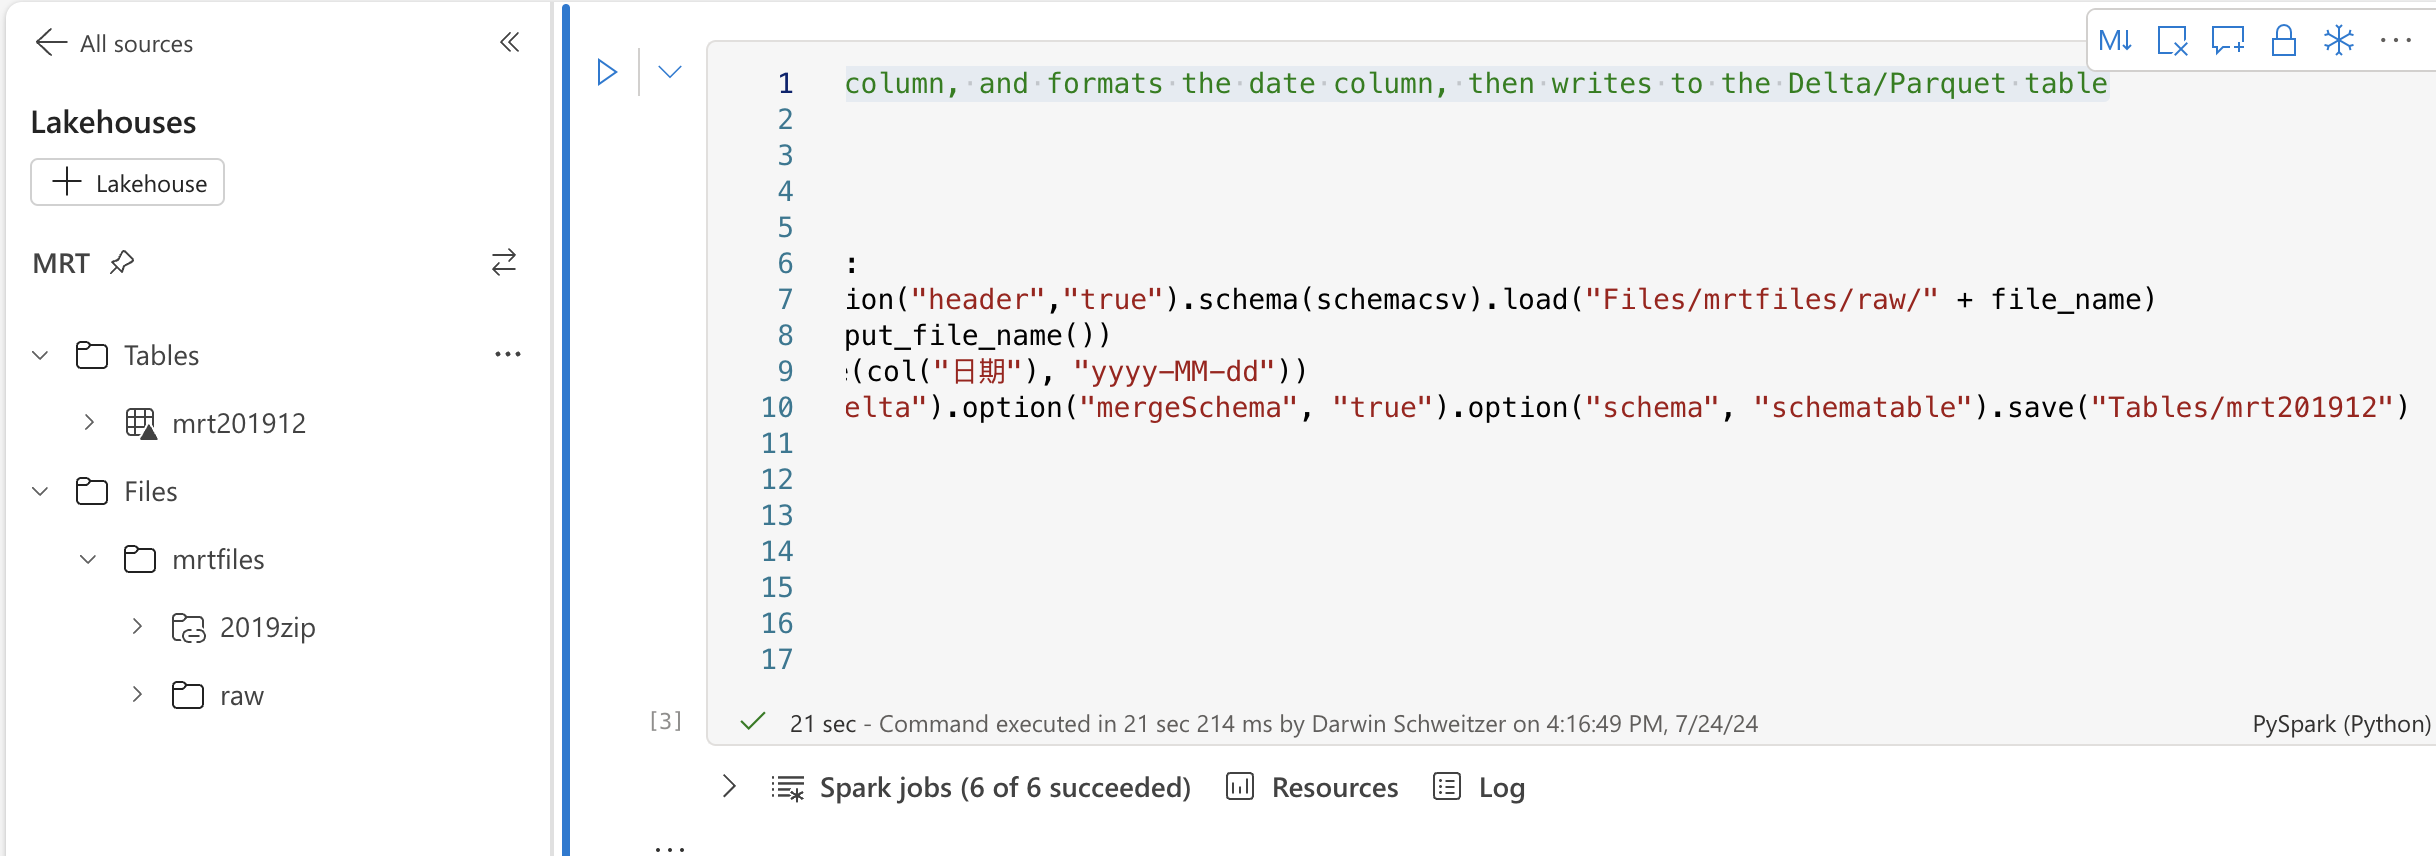 All sources
Lakehouses
Lakehouse
MRT
Tables
mrt201912
Files
mrtfiles
2019zip
raw
M↓
1 column, and formats the date column, then writes to the Delta/Parquet table
2
3
4
5
6 :
7 ion("header","true").schema(schemacsv).load("Files/mrtfiles/raw/" + file_name)
8 put_file_name())
9 (col("日期"), "yyyy-MM-dd"))
10 elta").option("mergeSchema", "true").option("schema", "schematable").save("Tables/mrt201912")
11
12
13
14
15
16
17
[3] 21 sec - Command executed in 21 sec 214 ms by Darwin Schweitzer on 4:16:49 PM, 7/24/24 PySpark (Python)
Spark jobs (6 of 6 succeeded) Resources Log